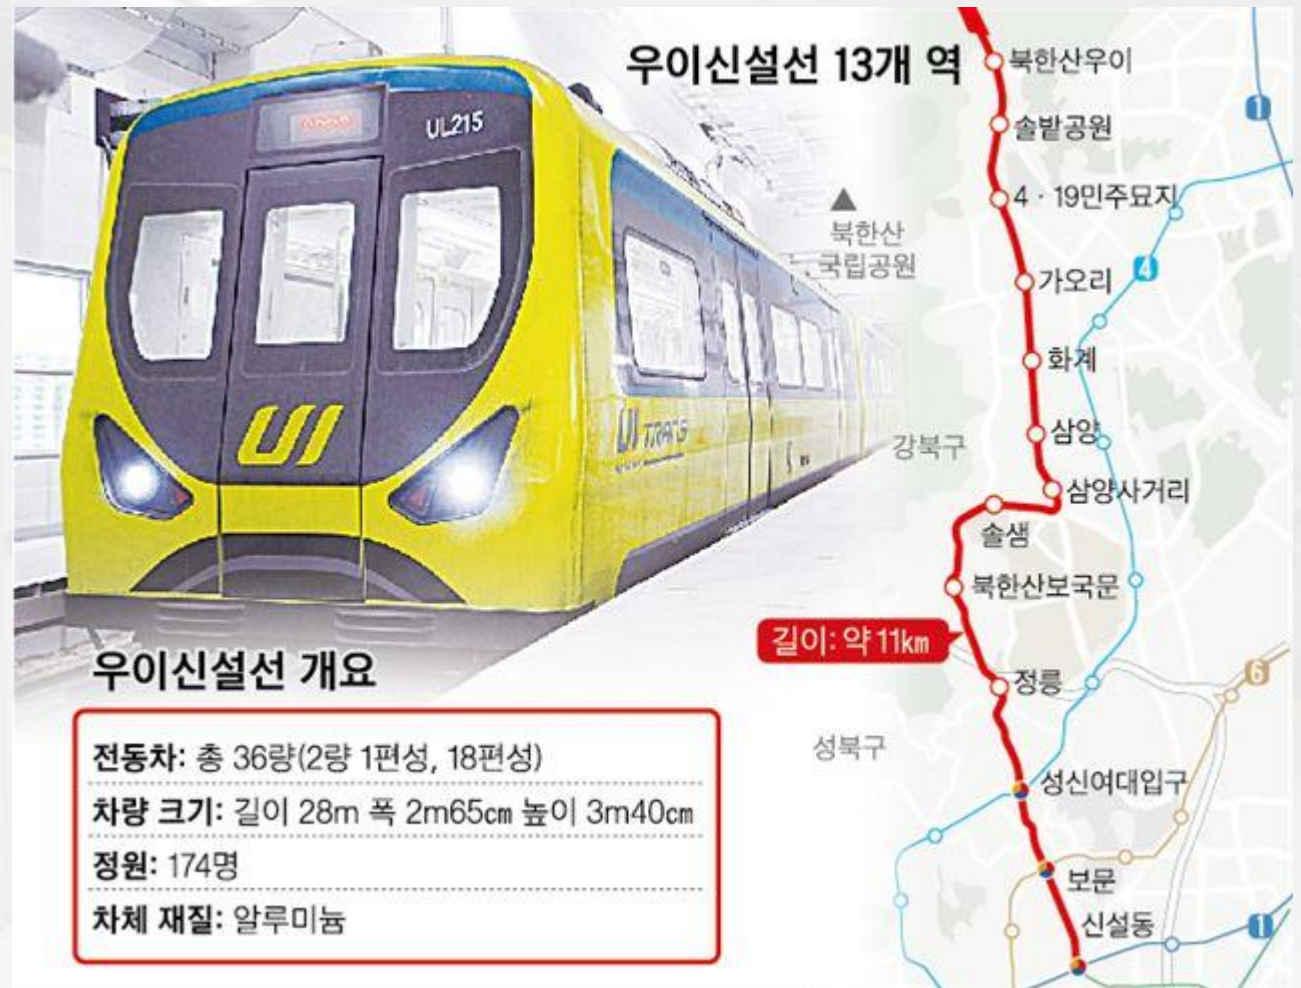 우이신설선 13개 역
UL215
UI
UI TRANS
북한산우이
솔밭공원
4·19민주묘지
가오리
화계
삼양
삼양사거리
솔샘
북한산보국문
정릉
성신여대입구
보문
신설동
1
4
6
1
▲
북한산
국립공원
강북구
성북구
길이: 약 11㎞
우이신설선 개요
전동차: 총 36량(2량 1편성, 18편성)
차량 크기: 길이 28m 폭 2m65㎝ 높이 3m40㎝
정원: 174명
차체 재질: 알루미늄